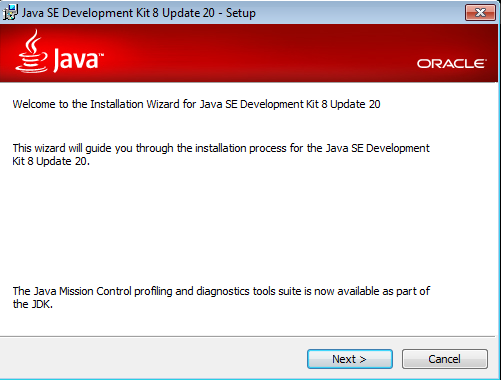 Java SE Development Kit 8 Update 20 - Setup
Java™
ORACLE®
Welcome to the Installation Wizard for Java SE Development Kit 8 Update 20
This wizard will guide you through the installation process for the Java SE Development
Kit 8 Update 20.
The Java Mission Control profiling and diagnostics tools suite is now available as part of
the JDK.
Next >
Cancel